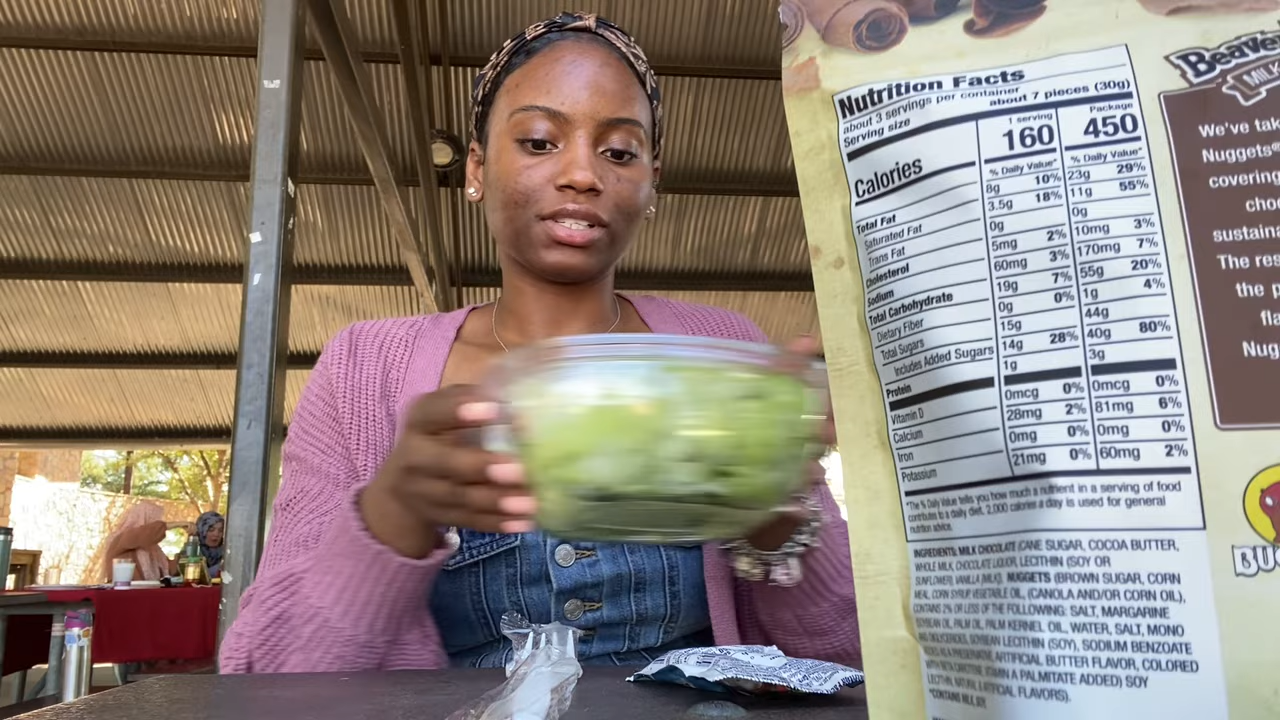 Nutrition Facts
about 3 servings per container
Serving size about 7 pieces (30g)
1 serving Package
Calories 160 450
% Daily Value* % Daily Value*
Total Fat 8g 10% 23g 29%
Saturated Fat 3.5g 18% 11g 55%
Trans Fat 0g 0g
Cholesterol 5mg 2% 10mg 3%
Sodium 60mg 3% 170mg 7%
Total Carbohydrate 19g 7% 55g 20%
Dietary Fiber 0g 0% 1g 4%
Total Sugars 15g 44g
Includes Added Sugars 14g 28% 40g 80%
Protein 1g 3g
Vitamin D 0mcg 0% 0mcg 0%
Calcium 28mg 2% 81mg 6%
Iron 0mg 0% 0mg 0%
Potassium 21mg 0% 60mg 2%
*The % Daily Value tells you how much a nutrient in a serving of food
contributes to a daily diet. 2,000 calories a day is used for general
nutrition advice.
INGREDIENTS: MILK CHOCOLATE (CANE SUGAR, COCOA BUTTER,
WHOLE MILK, CHOCOLATE LIQUOR, LECITHIN (SOY OR
SUNFLOWER), VANILLA (MILK). NUGGETS (BROWN SUGAR, CORN
MEAL, CORN SYRUP, VEGETABLE OIL, (CANOLA AND/OR CORN OIL),
CONTAINS 2% OR LESS OF THE FOLLOWING: SALT, MARGARINE
SOYBEAN OIL, PALM OIL, PALM KERNEL OIL, WATER, SALT, MONO
AND DIGLYCERIDES, SOYBEAN LECITHIN (SOY), SODIUM BENZOATE
PRESERVATIVE, ARTIFICIAL BUTTER FLAVOR, COLORED
VITAMIN A PALMITATE ADDED) SOY
LECITHIN, NATURAL & ARTIFICIAL FLAVORS).
*CONTAINS MILK, SOY.
Beave
MILK
We've tak
Nuggets®
covering
cho
sustaina
The res
the p
fla
Nug
BUC